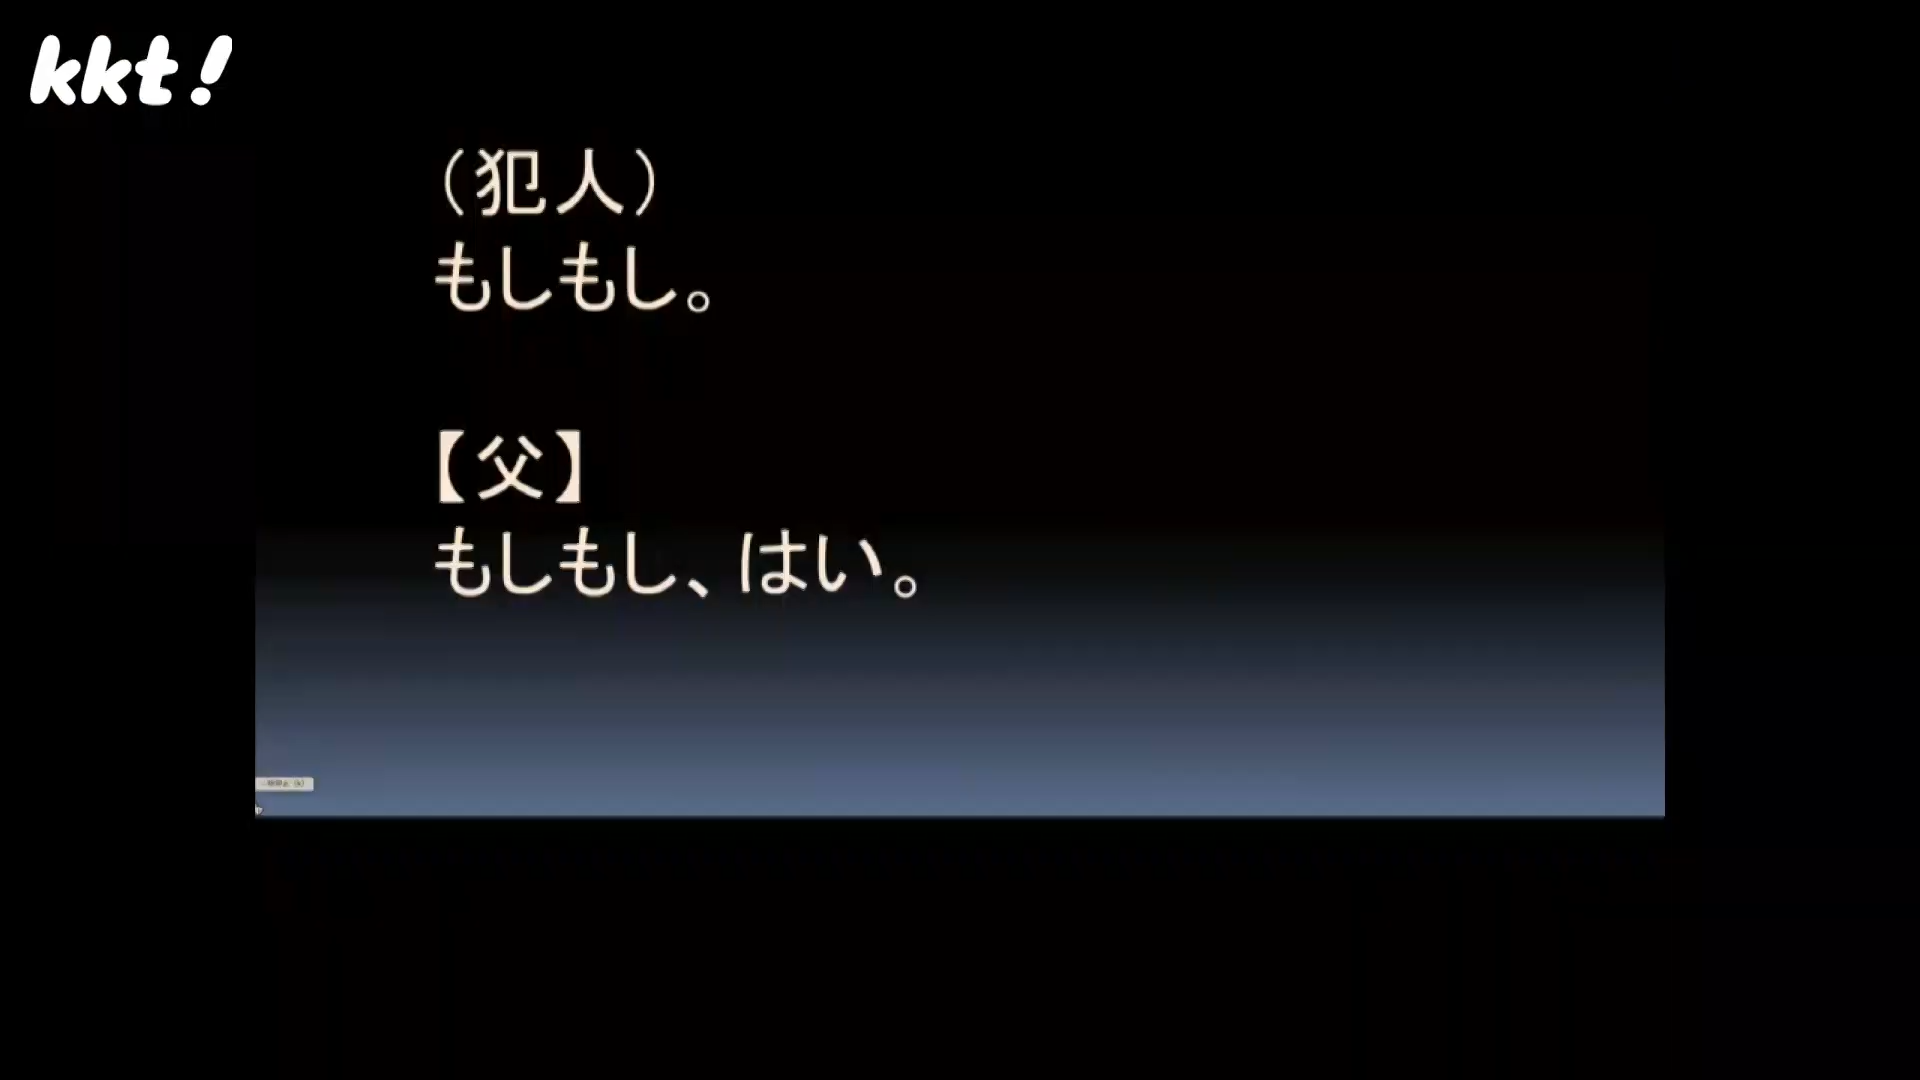 kkt!
(犯人)
もしもし。
【父】
もしもし、はい。